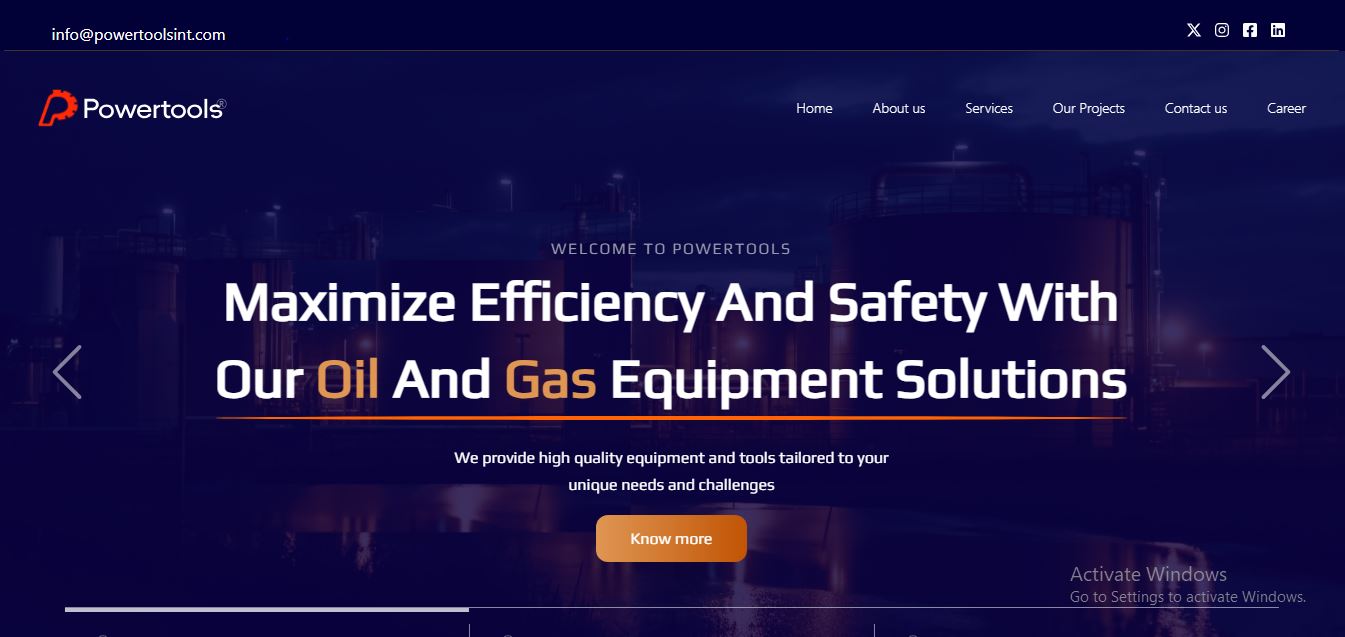 info@powertoolsint.com
Powertools®
Home About us Services Our Projects Contact us Career
WELCOME TO POWERTOOLS
Maximize Efficiency And Safety With
Our Oil And Gas Equipment Solutions
We provide high quality equipment and tools tailored to your
unique needs and challenges
Know more
Activate Windows
Go to Settings to activate Windows.